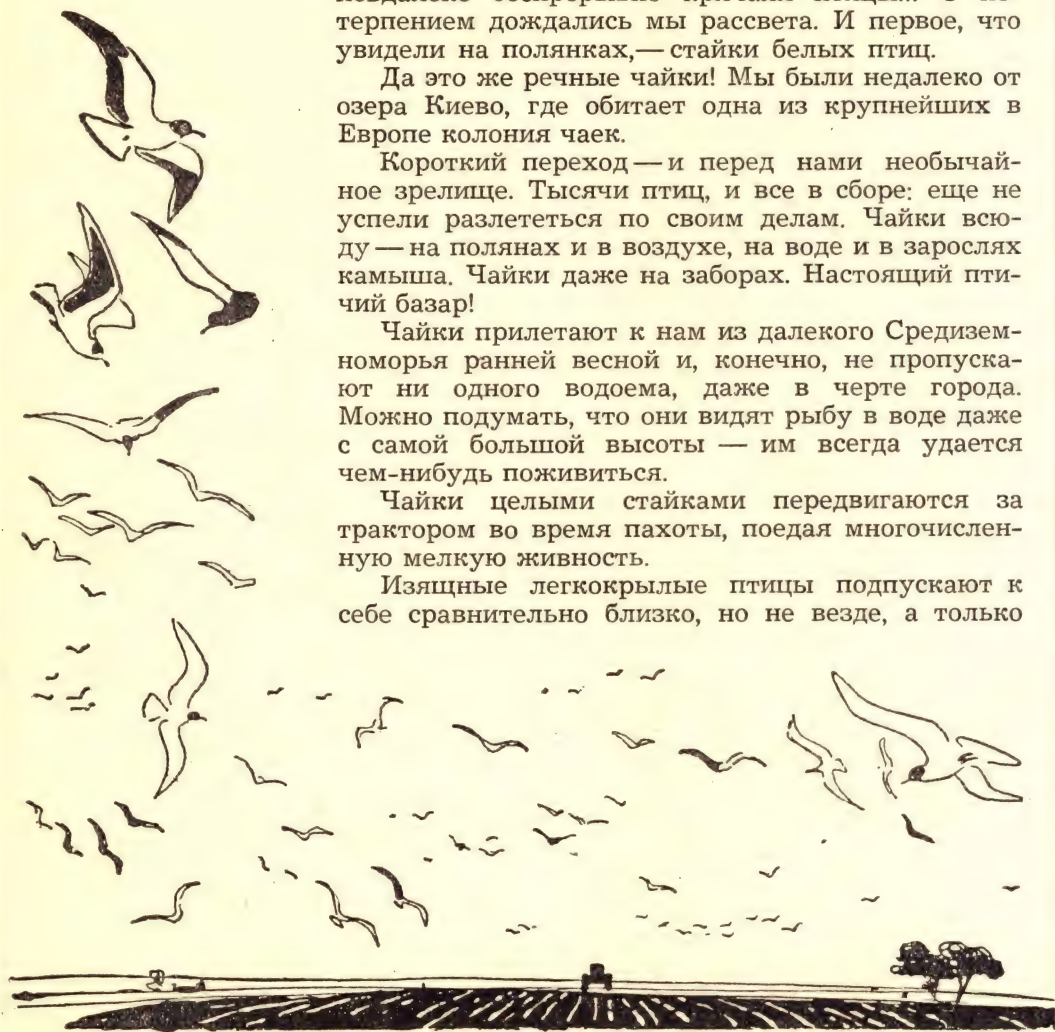 терпением дождались мы рассвета. И первое, что
увидели на полянках,— стайки белых птиц.
Да это же речные чайки! Мы были недалеко от
озера Киево, где обитает одна из крупнейших в
Европе колония чаек.
Короткий переход — и перед нами необычай-
ное зрелище. Тысячи птиц, и все в сборе: еще не
успели разлететься по своим делам. Чайки всю-
ду — на полянах и в воздухе, на воде и в зарослях
камыша. Чайки даже на заборах. Настоящий пти-
чий базар!
Чайки прилетают к нам из далекого Средизем-
номорья ранней весной и, конечно, не пропуска-
ют ни одного водоема, даже в черте города.
Можно подумать, что они видят рыбу в воде даже
с самой большой высоты — им всегда удается
чем-нибудь поживиться.
Чайки целыми стайками передвигаются за
трактором во время пахоты, поедая многочислен-
ную мелкую живность.
Изящные легкокрылые птицы подпускают к
себе сравнительно близко, но не везде, а только